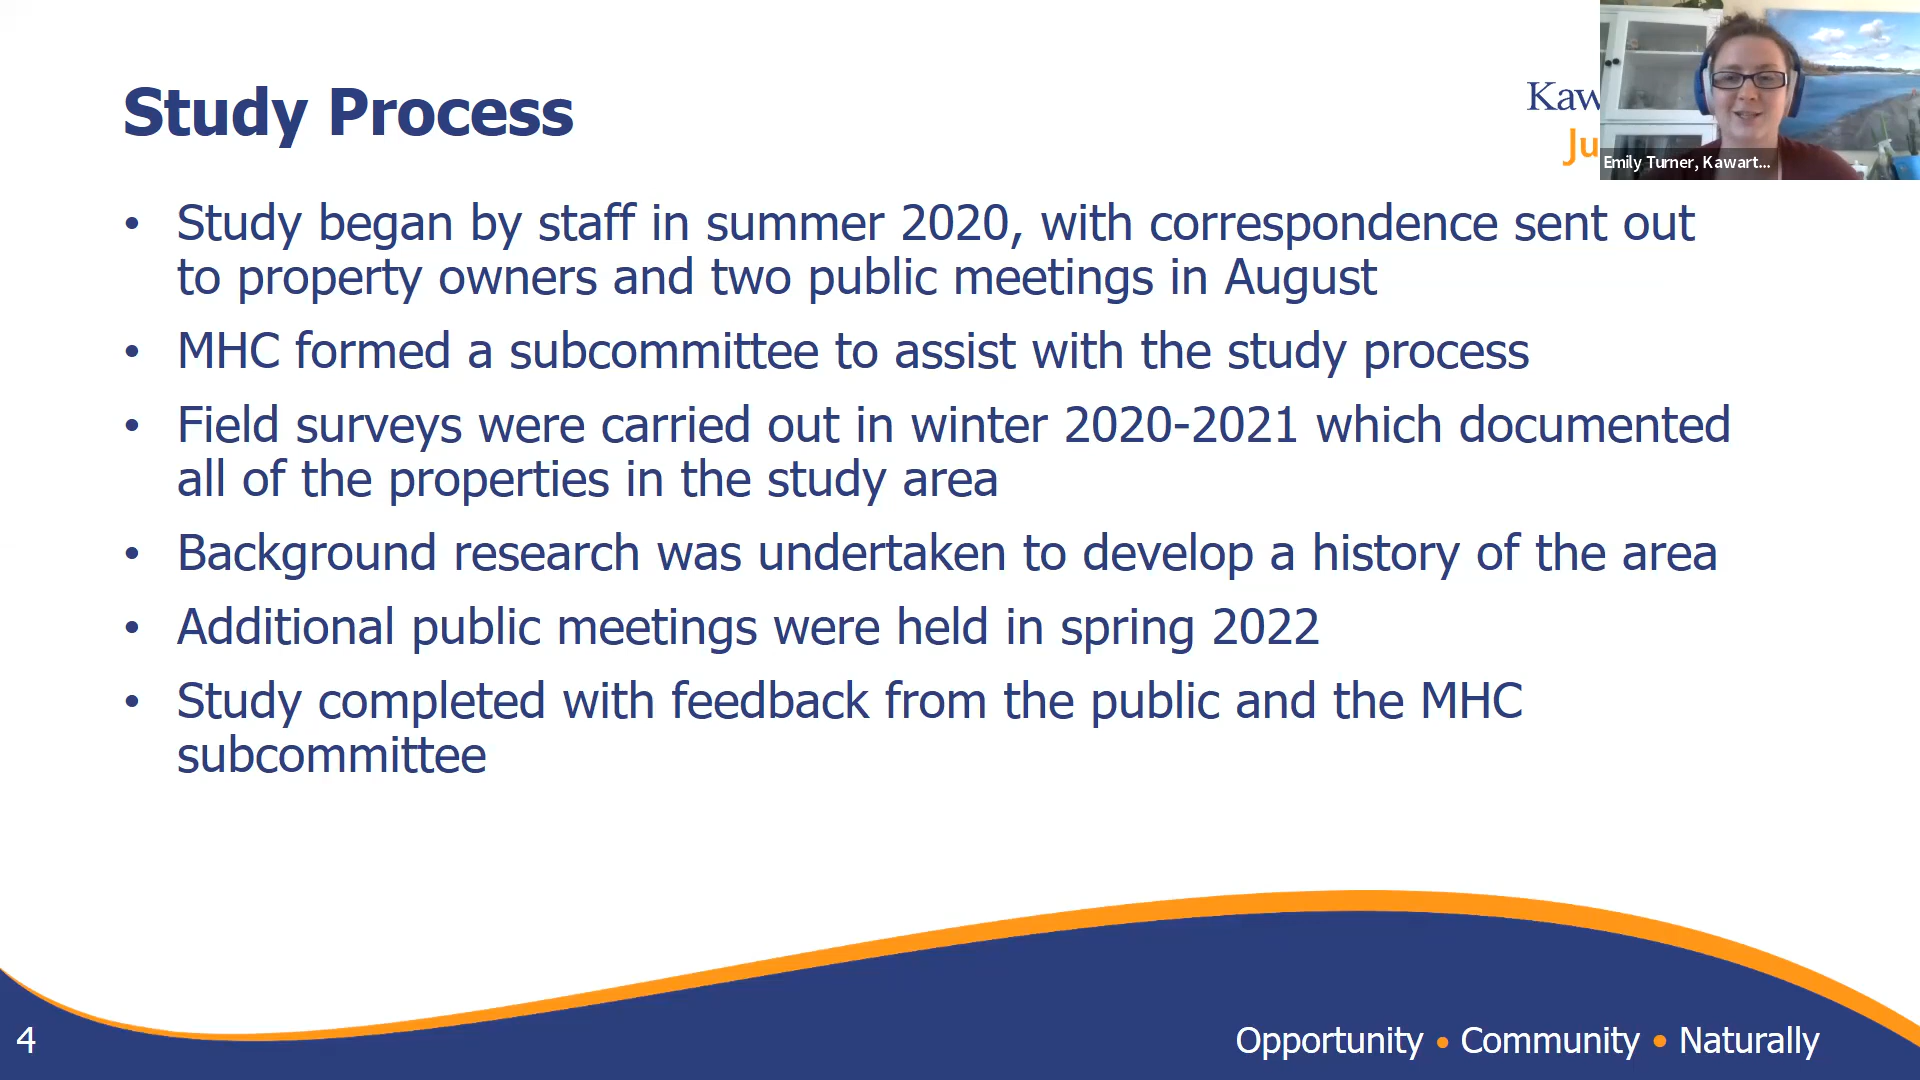 Study Process
Kaw
Ju
Emily Turner, Kawart...
• Study began by staff in summer 2020, with correspondence sent out
to property owners and two public meetings in August
• MHC formed a subcommittee to assist with the study process
• Field surveys were carried out in winter 2020-2021 which documented
all of the properties in the study area
• Background research was undertaken to develop a history of the area
• Additional public meetings were held in spring 2022
• Study completed with feedback from the public and the MHC
subcommittee
4
Opportunity • Community • Naturally